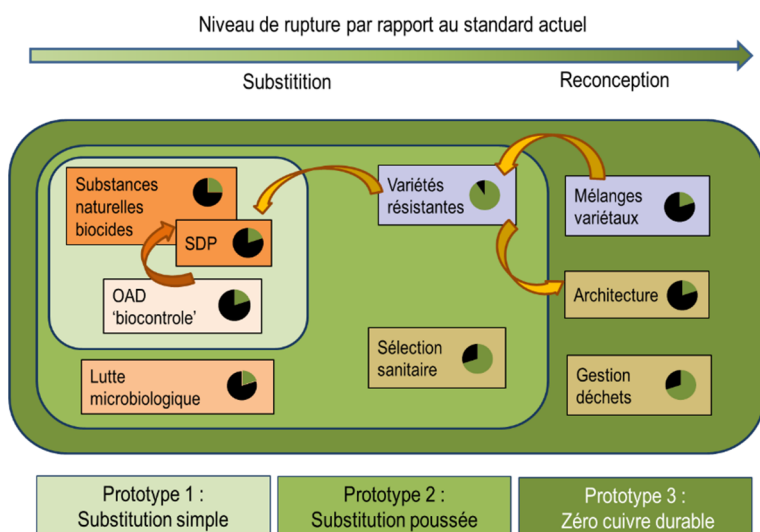 Niveau de rupture par rapport au standard actuel
Substitition
Reconception
Substances
naturelles
biocides
SDP
OAD
‘biocontrole’
Lutte
microbiologique
Variétés
résistantes
Sélection
sanitaire
Mélanges
variétaux
Architecture
Gestion
déchets
Prototype 1 :
Substitution simple
Prototype 2 :
Substitution poussée
Prototype 3 :
Zéro cuivre durable